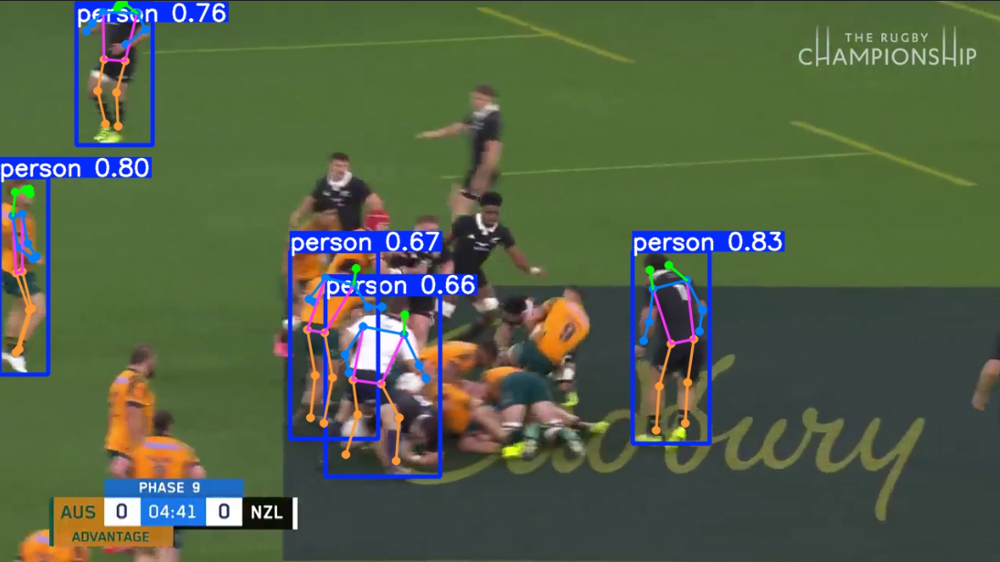 person 0.76
THE RUGBY
CHAMPIONSHIP
person 0.80
person 0.67
person 0.83
person 0.66
PHASE 9
AUS 0 04:41 0 NZL
ADVANTAGE